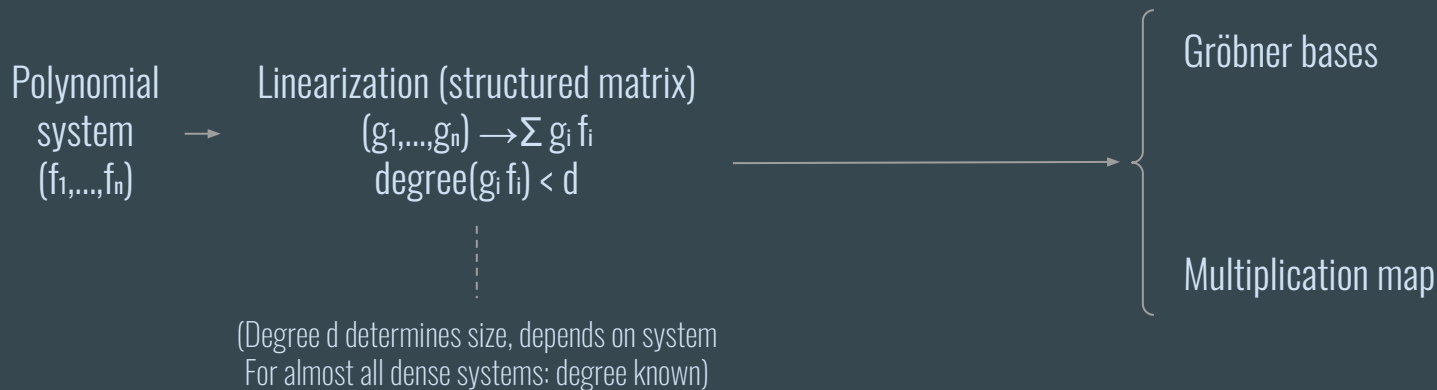 Polynomial
system
(f₁,...,fₙ)
Linearization (structured matrix)
(g₁,...,gₙ) →Σ gᵢ fᵢ
degree(gᵢ fᵢ) < d
(Degree d determines size, depends on system
For almost all dense systems: degree known)
Gröbner bases
Multiplication map